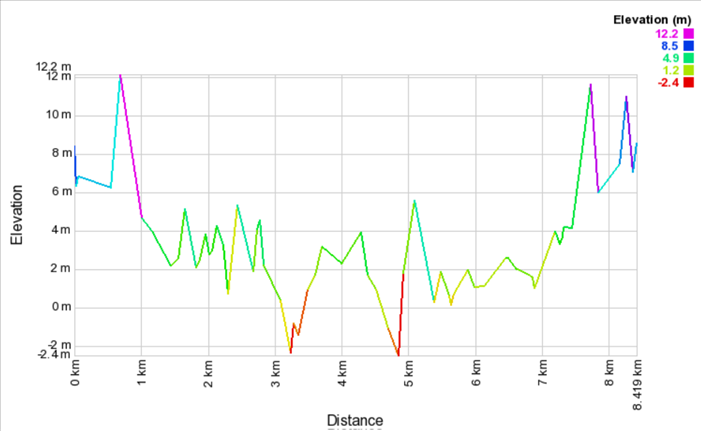 Elevation (m)
12.2
8.5
4.9
1.2
-2.4
12.2 m
12 m
10 m
8 m
6 m
4 m
2 m
0 m
-2 m
-2.4 m
Elevation
0 km
1 km
2 km
3 km
4 km
5 km
6 km
7 km
8 km
8.419 km
Distance